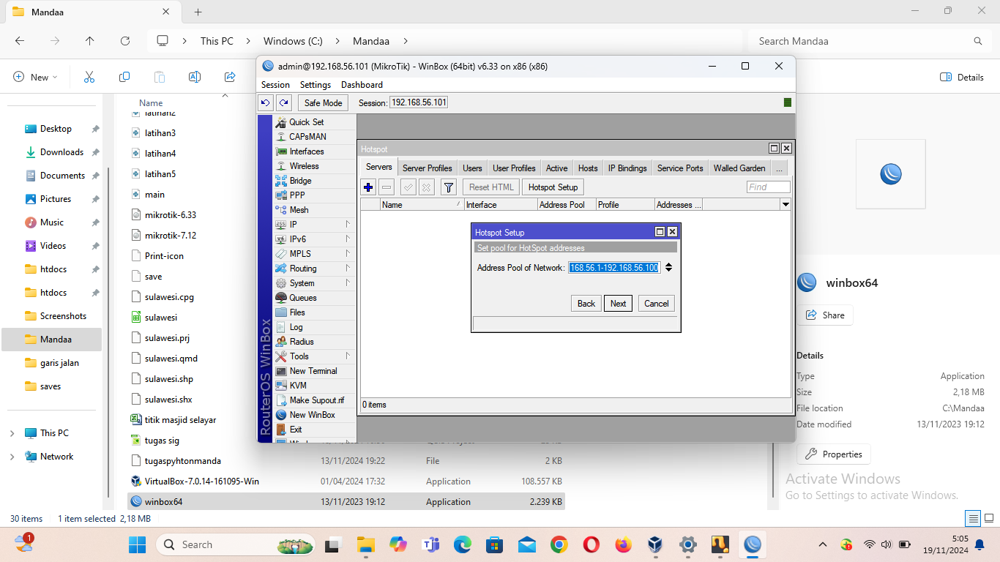 Mandaa
This PC
Windows (C:)
Mandaa
Search Mandaa
New
Details
Name
Desktop
Downloads
Documents
Pictures
Music
Videos
htdocs
htdocs
Screenshots
Mandaa
garis jalan
saves
This PC
Network
latihan2
latihan3
latihan4
latihan5
main
mikrotik-6.33
mikrotik-7.12
Print-icon
save
sulawesi.cpg
sulawesi
sulawesi.prj
sulawesi.qmd
sulawesi.shp
sulawesi.shx
titik masjid selayar
tugas sig
tugaspyhtonmanda 13/11/2024 19:22 File 2 KB
VirtualBox-7.0.14-161095-Win 01/04/2024 17:32 Application 108.557 KB
winbox64 13/11/2023 19:12 Application 2.239 KB
30 items 1 item selected 2,18 MB
admin@192.168.56.101 (MikroTik) - WinBox (64bit) v6.33 on x86 (x86)
Session Settings Dashboard
Safe Mode Session: 192.168.56.101
RouterOS WinBox
Quick Set
CAPsMAN
Interfaces
Wireless
Bridge
PPP
Mesh
IP
IPv6
MPLS
Routing
System
Queues
Files
Log
Radius
Tools
New Terminal
KVM
Make Supout.rif
New WinBox
Exit
Hotspot
Servers Server Profiles Users User Profiles Active Hosts IP Bindings Service Ports Walled Garden ...
Reset HTML Hotspot Setup Find
Name Interface Address Pool Profile Addresses ...
Hotspot Setup
Set pool for HotSpot addresses
Address Pool of Network: 168.56.1-192.168.56.100
Back Next Cancel
0 items
winbox64
Share
Details
Type Application
Size 2,18 MB
File location C:\Mandaa
Date modified 13/11/2023 19:12
Properties
Activate Windows
Go to Settings to activate Windows.
1
Search
5:05
19/11/2024